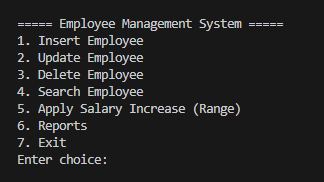 ===== Employee Management System =====
1. Insert Employee
2. Update Employee
3. Delete Employee
4. Search Employee
5. Apply Salary Increase (Range)
6. Reports
7. Exit
Enter choice: